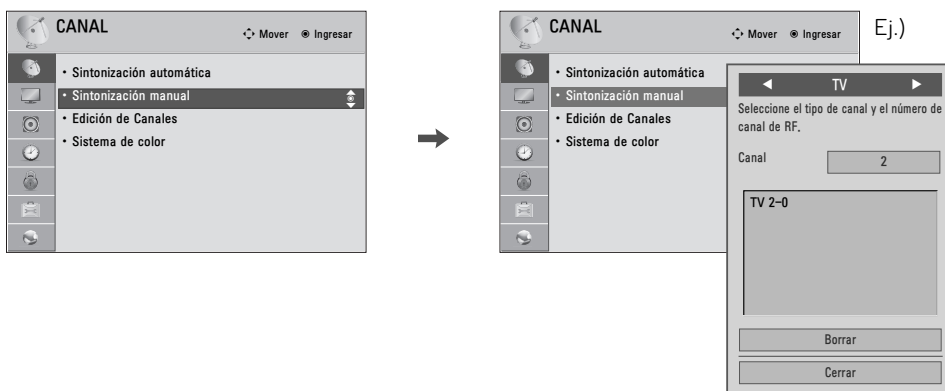 CANAL
Mover Ingresar
• Sintonización automática
• Sintonización manual
• Edición de Canales
• Sistema de color
CANAL
Mover Ingresar
Ej.)
• Sintonización automática
• Sintonización manual
• Edición de Canales
• Sistema de color
◀ TV ▶
Seleccione el tipo de canal y el número de
canal de RF.
Canal 2
TV 2-0
Borrar
Cerrar